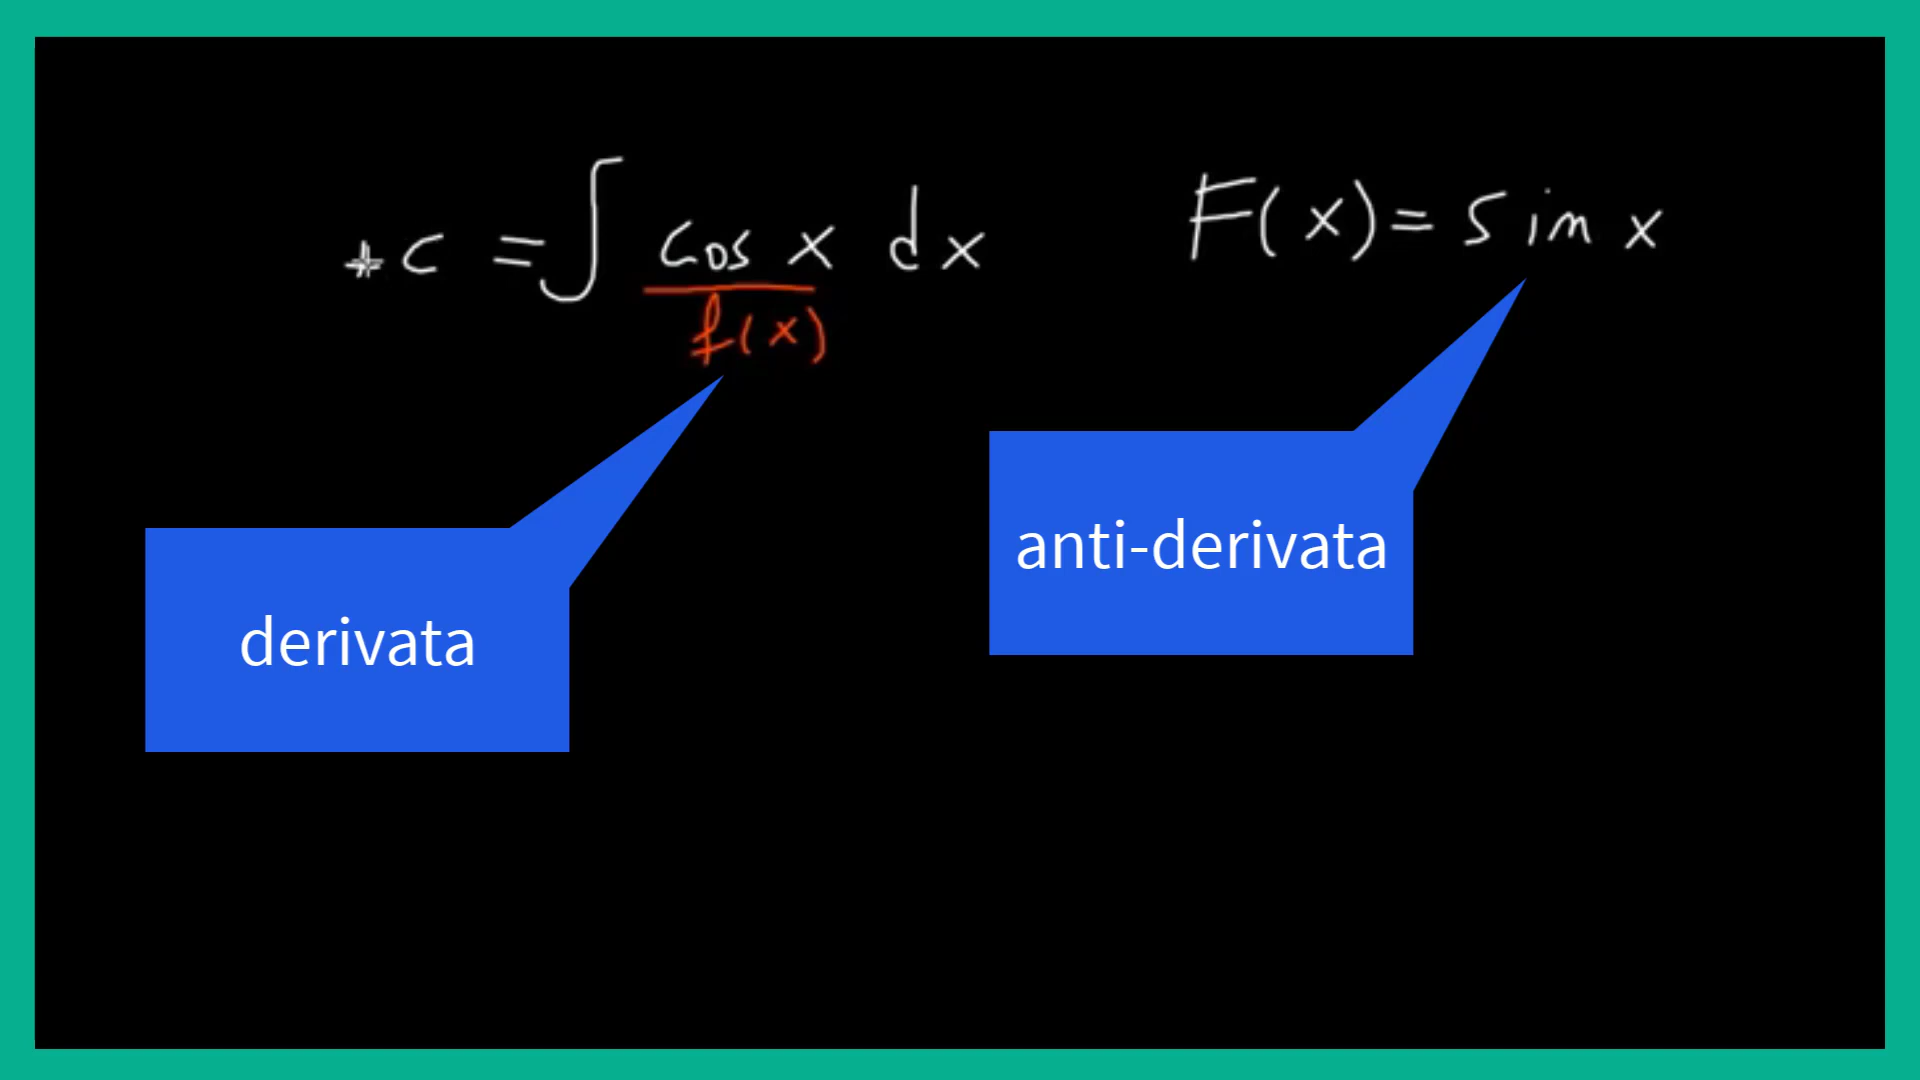 + c = ∫ cos x dx
F(x) = sin x
f(x)
anti-derivata
derivata